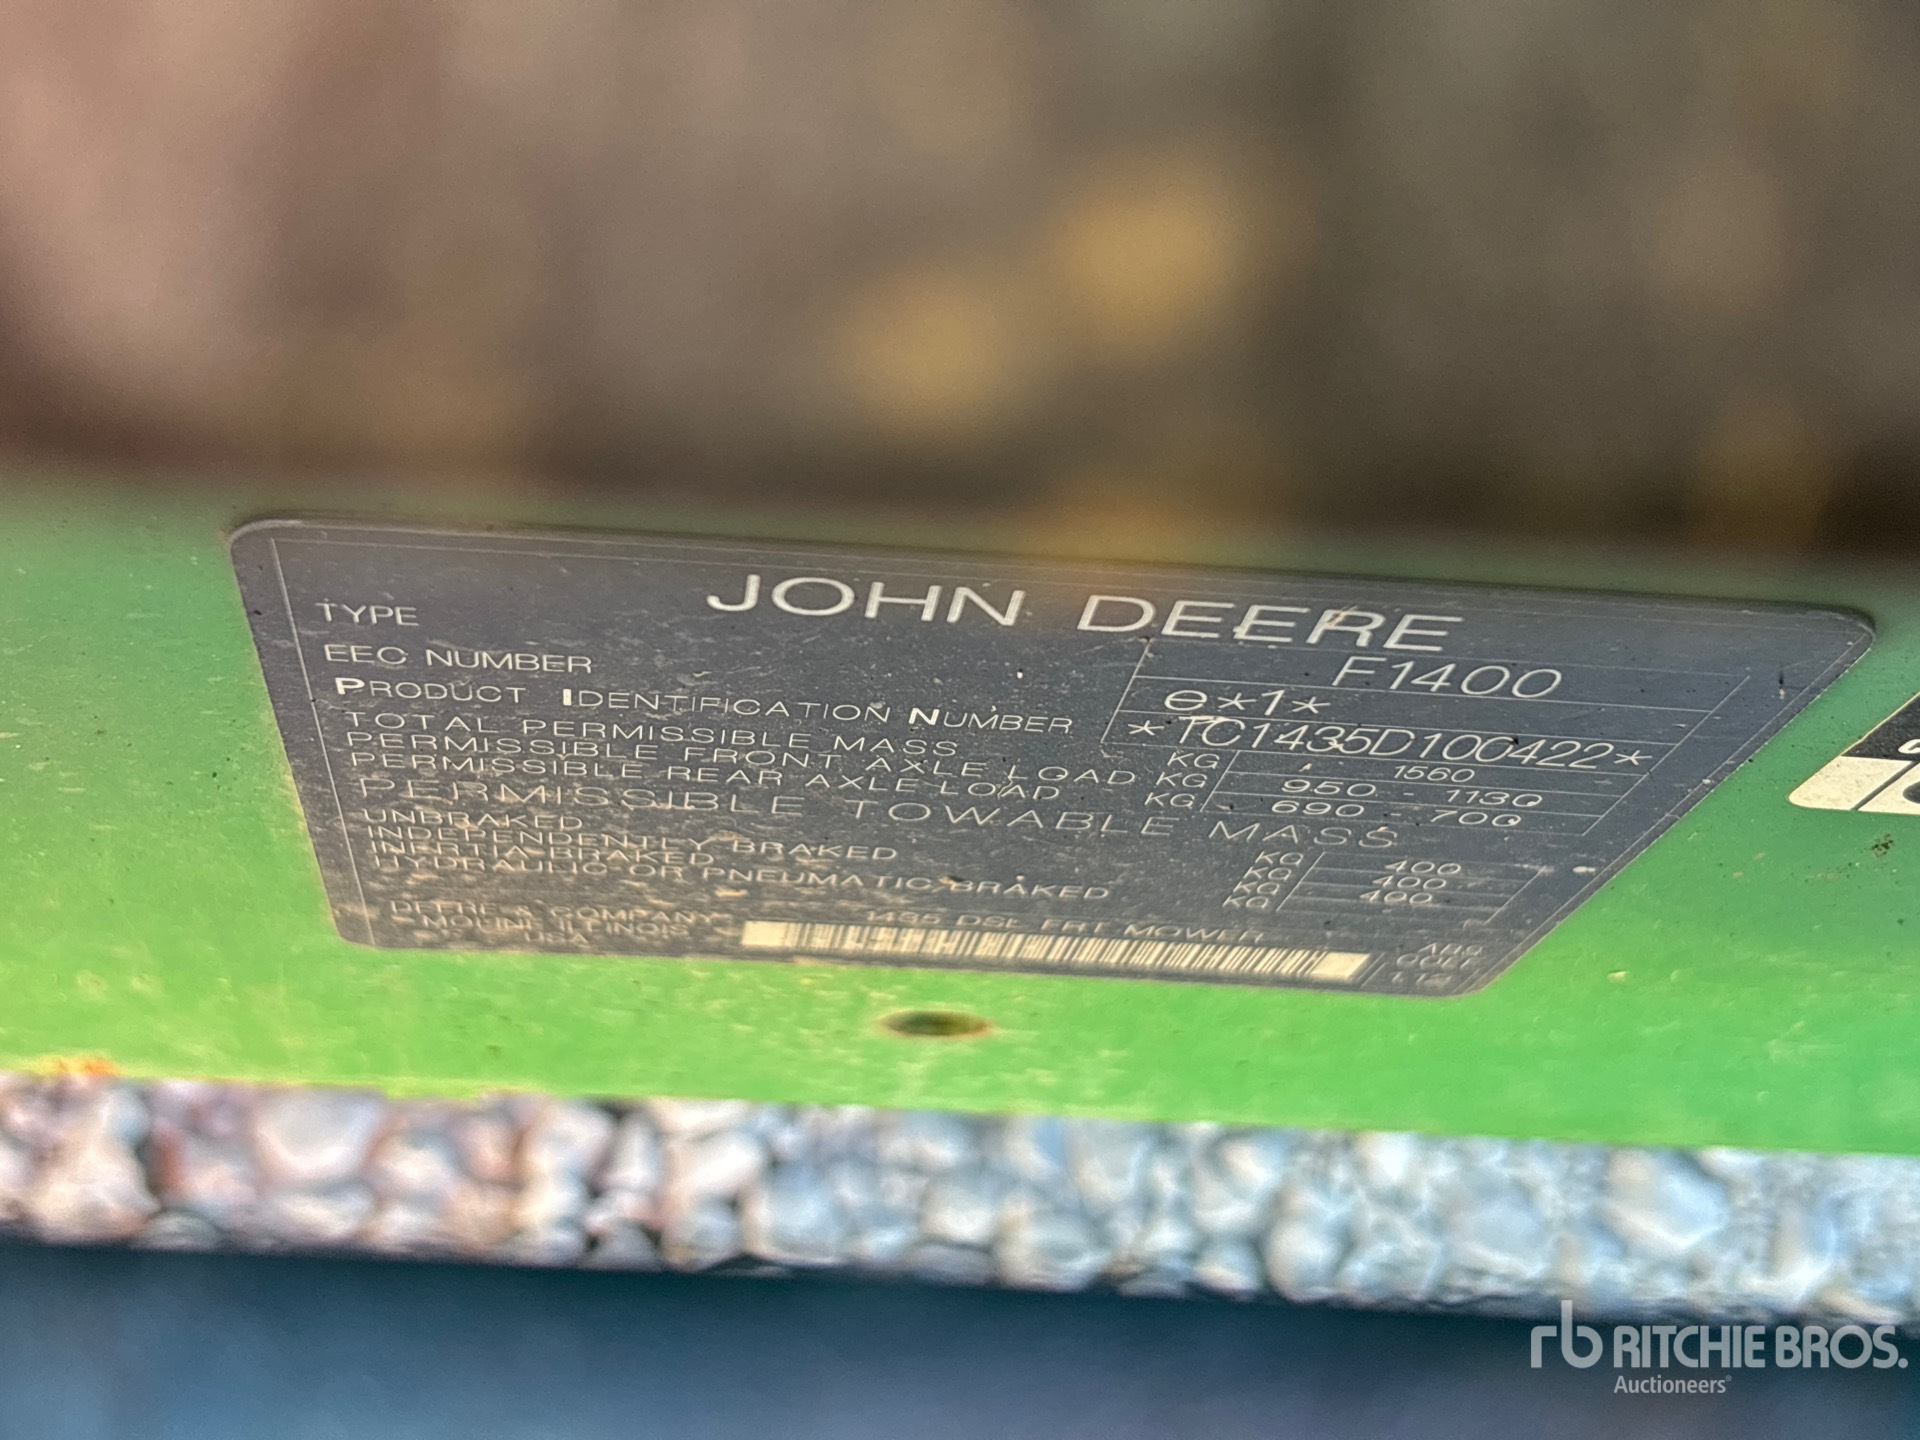 JOHN DEERE
TYPE F1400
EEC NUMBER e*1*
PRODUCT IDENTIFICATION NUMBER *TC1435D100422*
TOTAL PERMISSIBLE MASS KG 1560
PERMISSIBLE FRONT AXLE LOAD KG 950 - 1130
PERMISSIBLE REAR AXLE LOAD KG 690 - 700
PERMISSIBLE TOWABLE MASS
UNBRAKED KG 400
INDEPENDENTLY BRAKED KG 400
INERTIA BRAKED KG 400
HYDRAULIC OR PNEUMATIC BRAKED KG
DEERE & COMPANY 1435 DSL FRT MOWER
MOLINE, ILLINOIS
USA
rb RITCHIE BROS.
Auctioneers